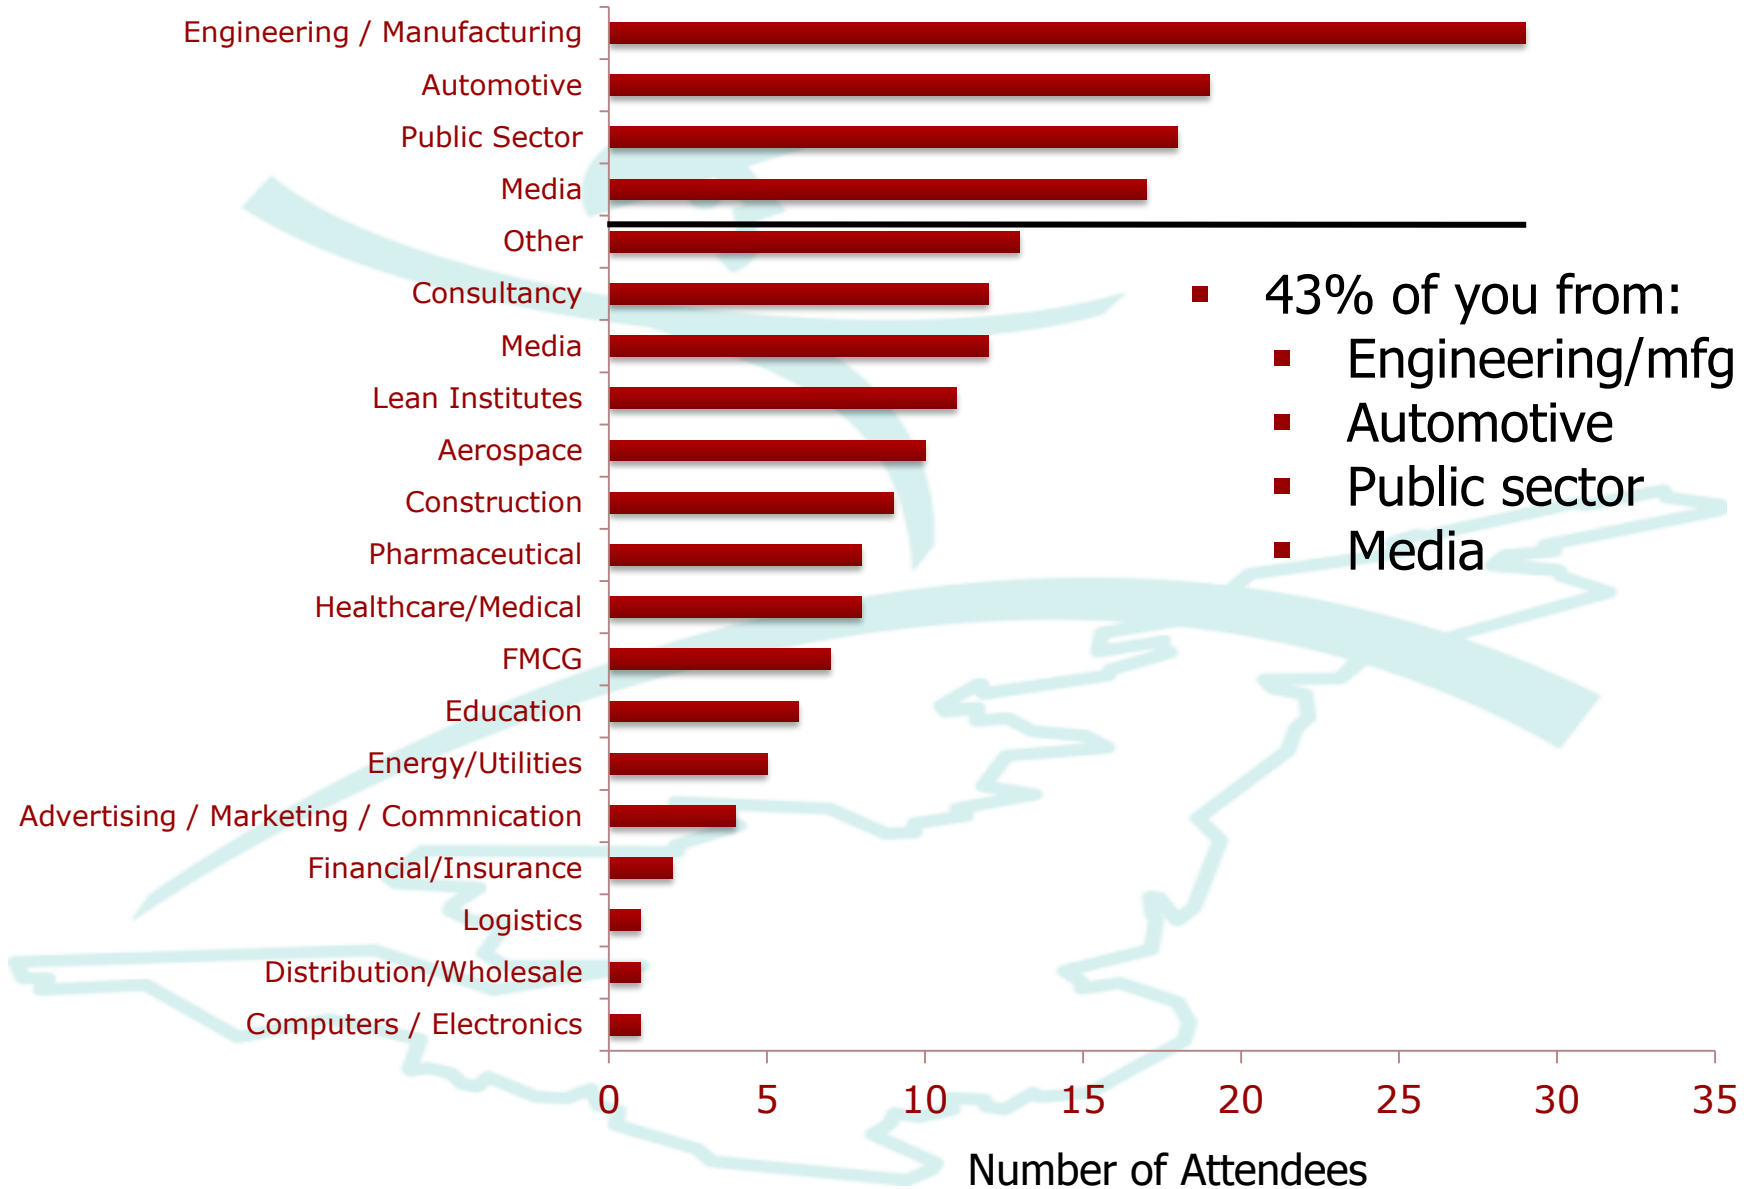 Engineering / Manufacturing
Automotive
Public Sector
Media
Other
Consultancy
Media
Lean Institutes
Aerospace
Construction
Pharmaceutical
Healthcare/Medical
FMCG
Education
Energy/Utilities
Advertising / Marketing / Commnication
Financial/Insurance
Logistics
Distribution/Wholesale
Computers / Electronics
0 5 10 15 20 25 30 35
Number of Attendees
43% of you from:
Engineering/mfg
Automotive
Public sector
Media